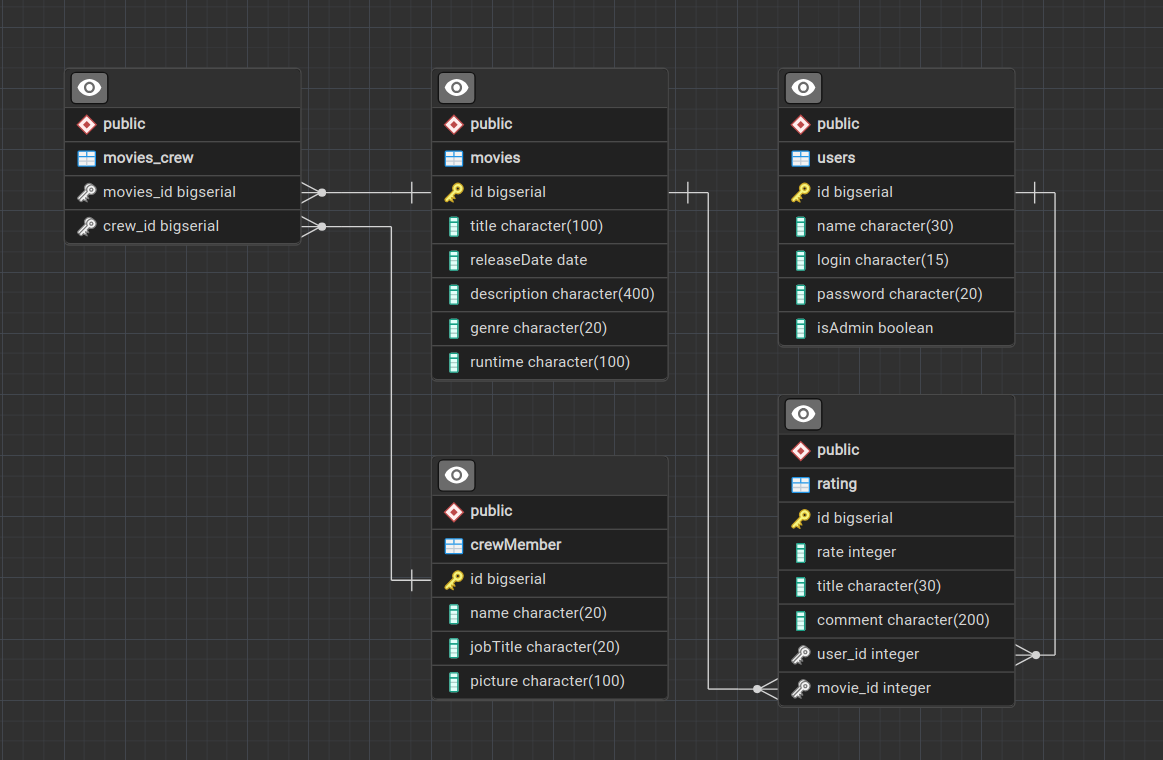 public
movies_crew
movies_id bigserial
crew_id bigserial
public
movies
id bigserial
title character(100)
releaseDate date
description character(400)
genre character(20)
runtime character(100)
public
users
id bigserial
name character(30)
login character(15)
password character(20)
isAdmin boolean
public
crewMember
id bigserial
name character(20)
jobTitle character(20)
picture character(100)
public
rating
id bigserial
rate integer
title character(30)
comment character(200)
user_id integer
movie_id integer